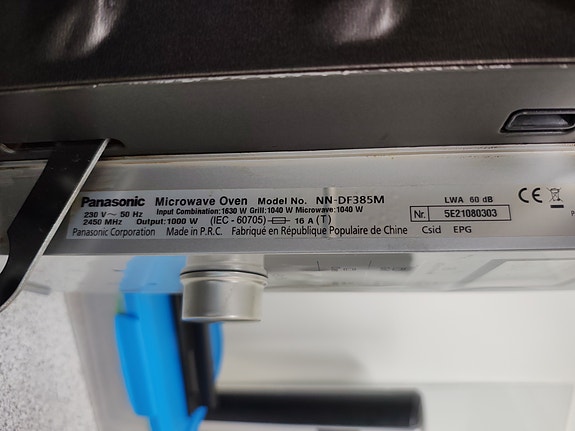 Panasonic Microwave Oven Model No. NN-DF385M
230 V ~ 50 Hz Input Combination:1630 W Grill:1040 W Microwave:1040 W
2450 MHz Output:1000 W (IEC - 60705) 16 A (T)
Panasonic Corporation Made in P.R.C. Fabriqué en République Populaire de Chine Csid EPG
LWA 60 dB
Nr. 5E21080303
CE